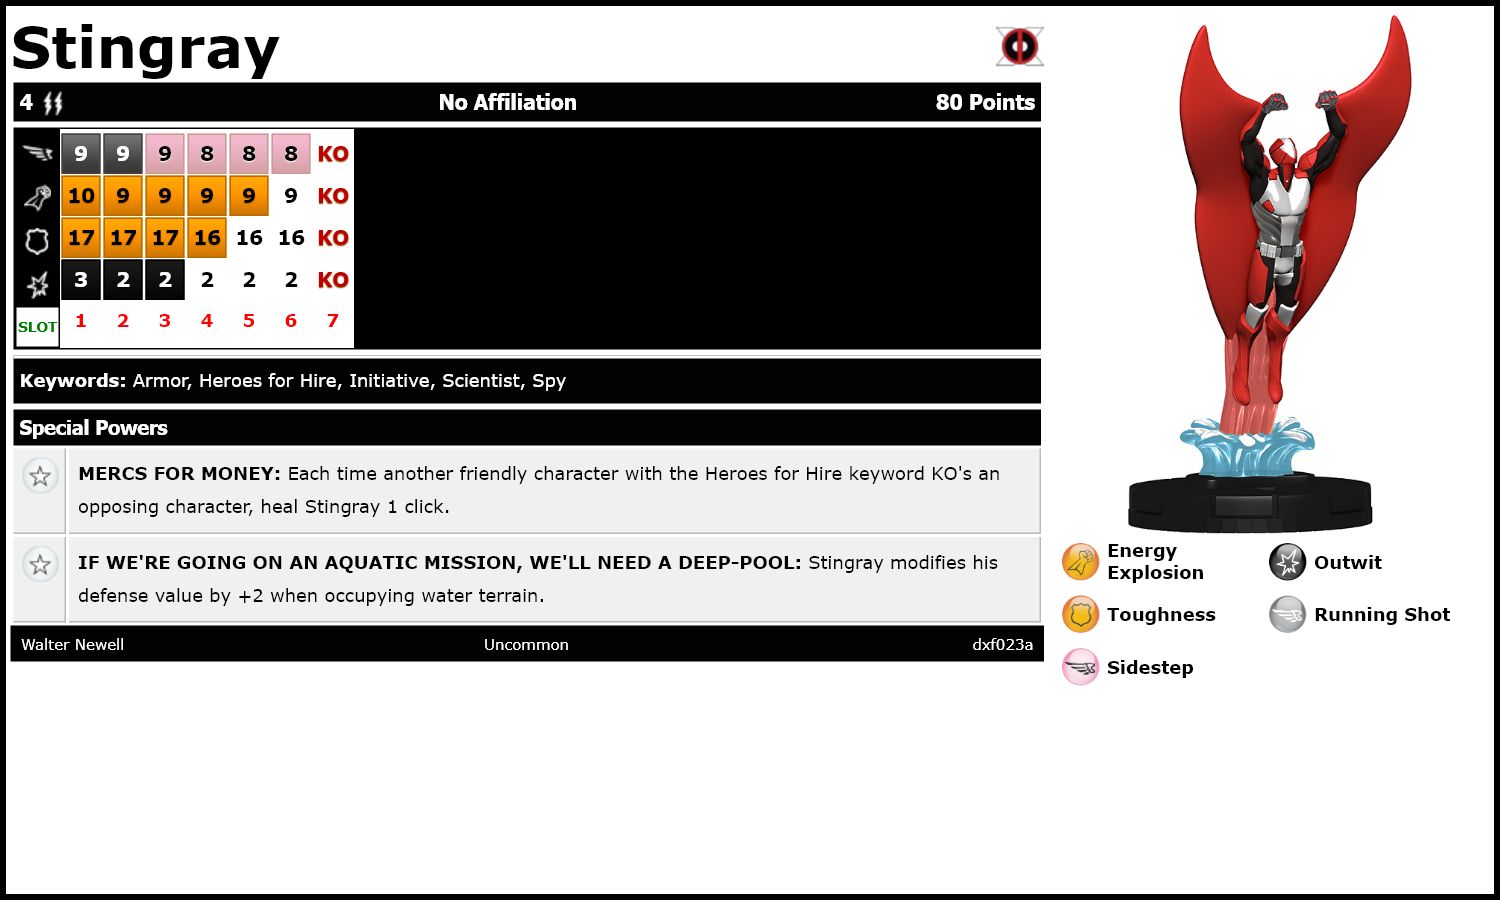 Stingray
4 No Affiliation 80 Points
9 9 9 8 8 8 KO
10 9 9 9 9 9 KO
17 17 17 16 16 16 KO
3 2 2 2 2 2 KO
SLOT 1 2 3 4 5 6 7
Keywords: Armor, Heroes for Hire, Initiative, Scientist, Spy
Special Powers
MERCS FOR MONEY: Each time another friendly character with the Heroes for Hire keyword KO's an
opposing character, heal Stingray 1 click.
IF WE'RE GOING ON AN AQUATIC MISSION, WE'LL NEED A DEEP-POOL: Stingray modifies his
defense value by +2 when occupying water terrain.
Walter Newell Uncommon dxf023a
Energy
Explosion
Outwit
Toughness
Running Shot
Sidestep